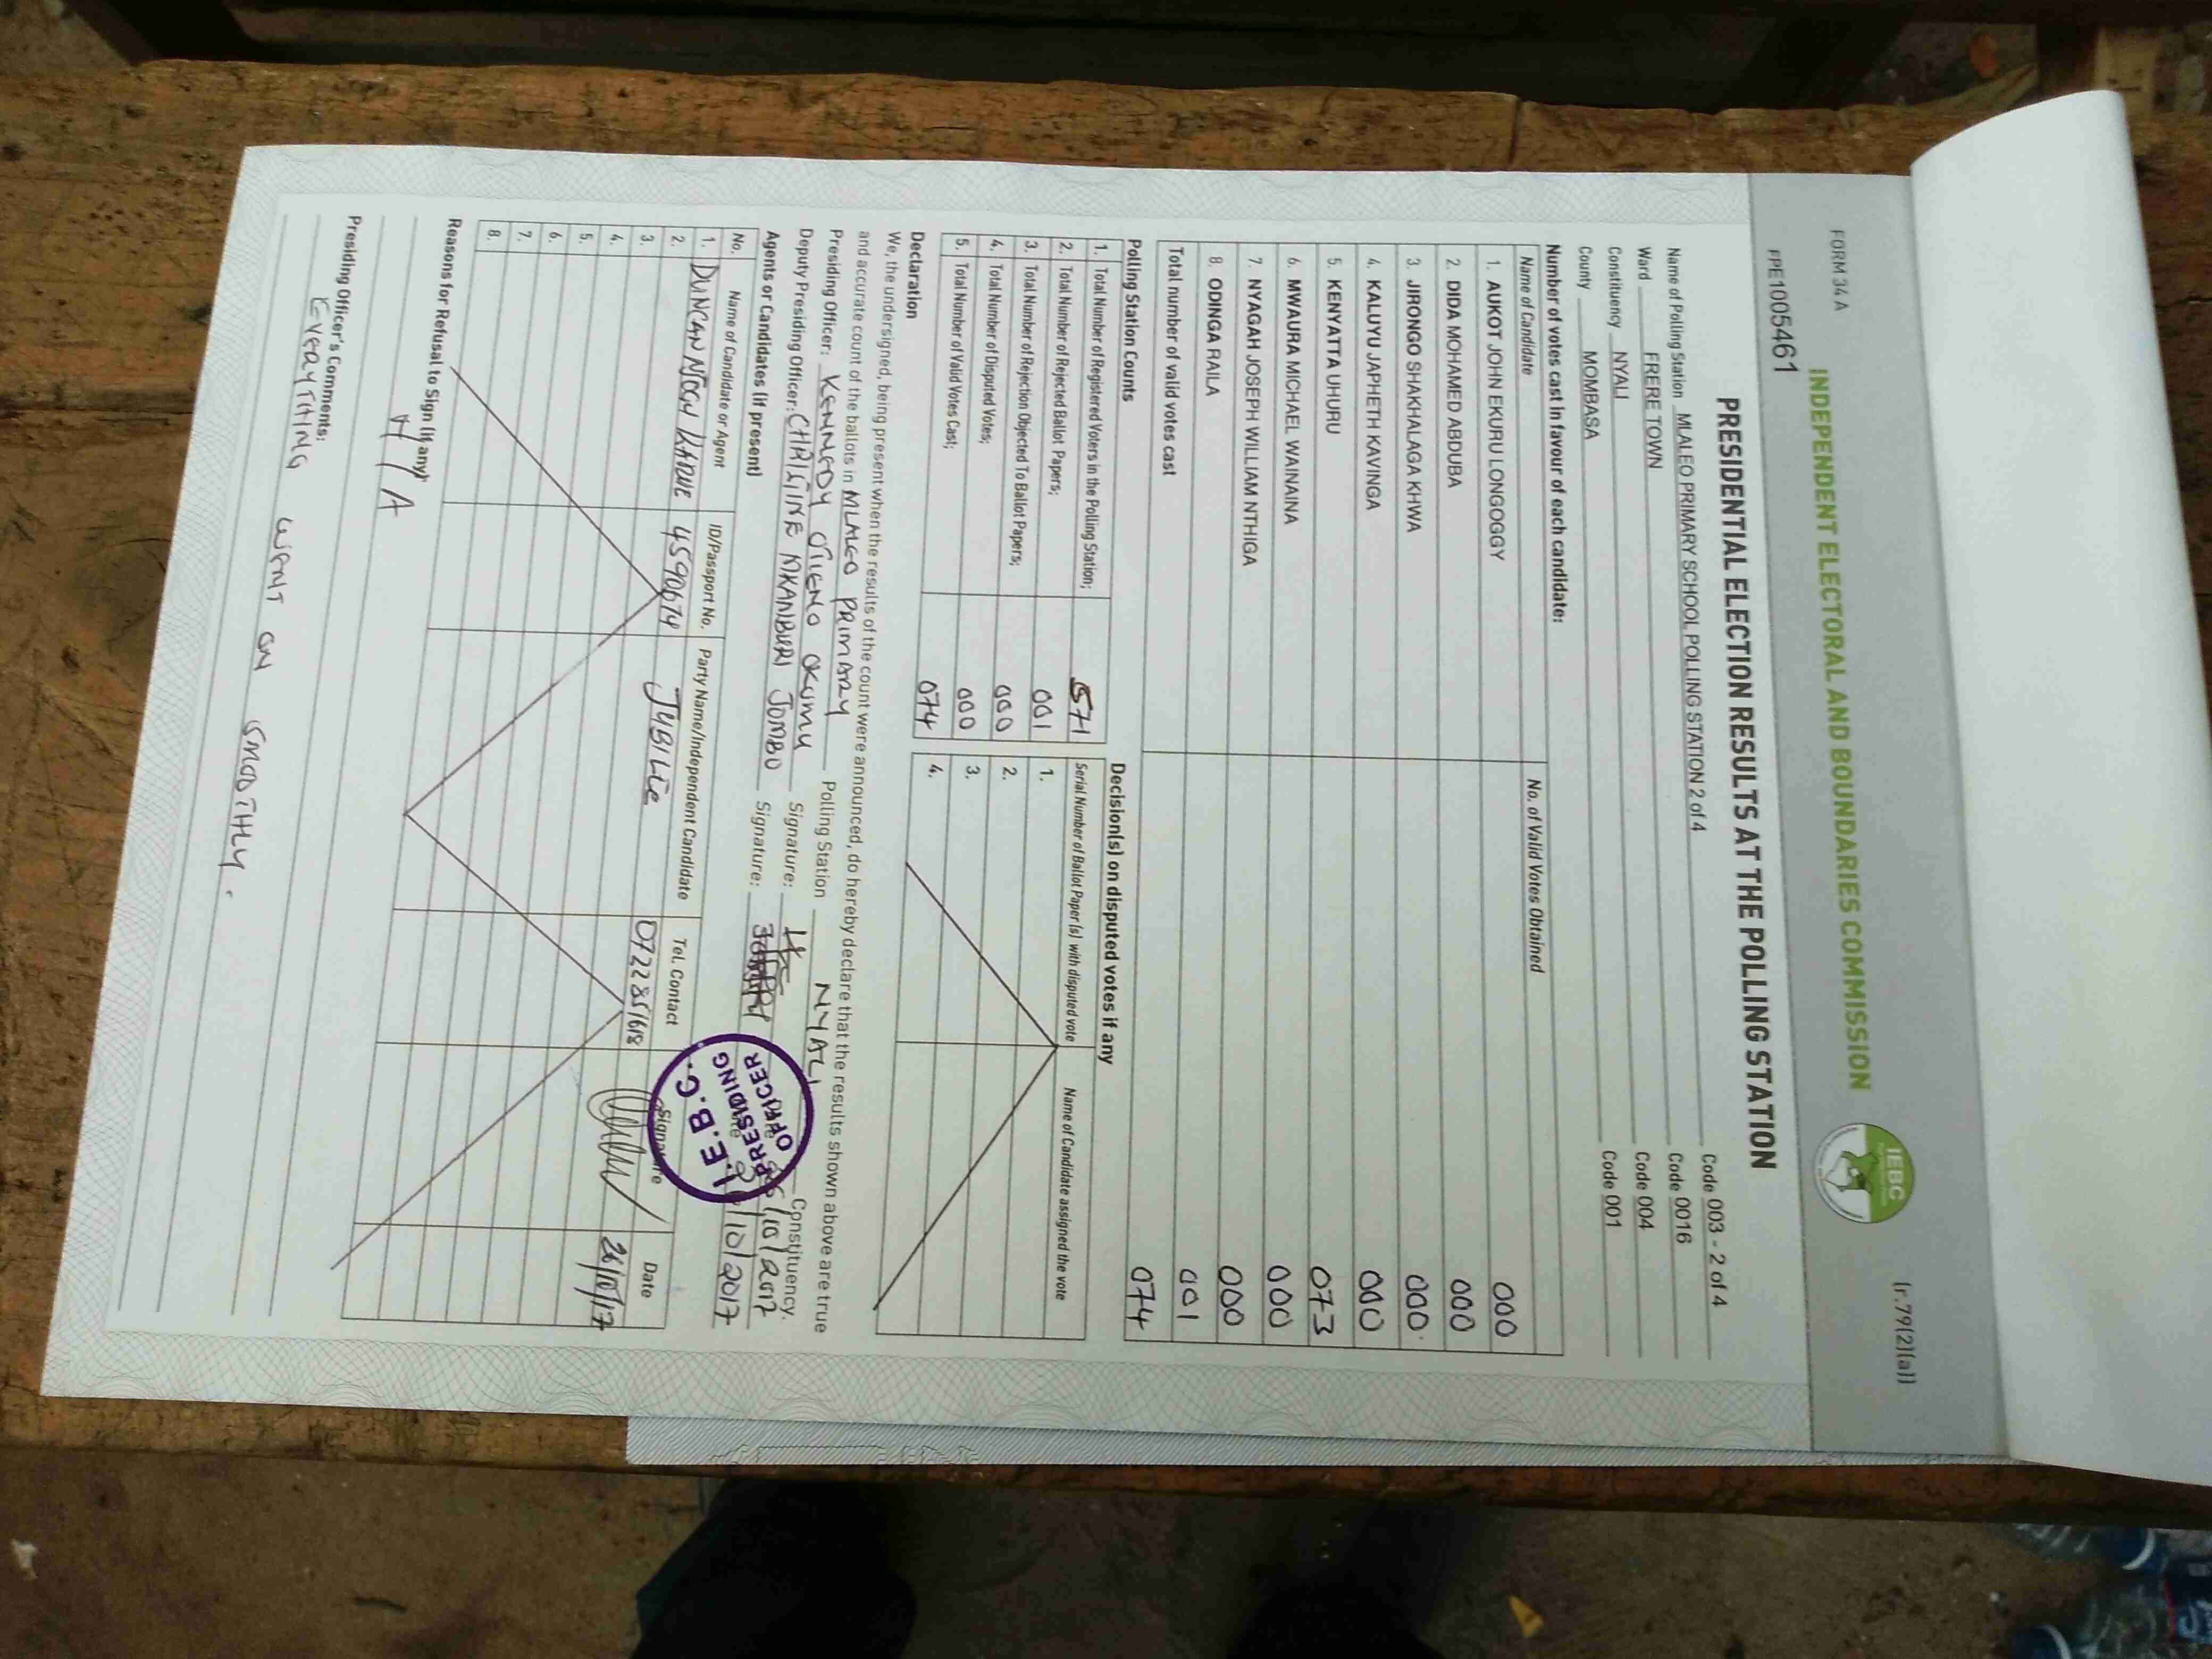 FORM 34 A
(r.79(2)(a))
INDEPENDENT ELECTORAL AND BOUNDARIES COMMISSION
IEBC
FPE1005461
PRESIDENTIAL ELECTION RESULTS AT THE POLLING STATION
Name of Polling Station MLALEO PRIMARY SCHOOL POLLING STATION 2 of 4 Code 003 - 2 of 4
Ward FRERE TOWN Code 0016
Constituency NYALI Code 004
County MOMBASA Code 001
Number of votes cast in favour of each candidate:
Name of Candidate No. of Valid Votes Obtained
1. AUKOT JOHN EKURU LONGOGGY 000
2. DIDA MOHAMED ABDUBA 000
3. JIRONGO SHAKHALAGA KHWA 000
4. KALUYU JAPHETH KAVINGA 000
5. KENYATTA UHURU 073
6. MWAURA MICHAEL WAINAINA 000
7. NYAGAH JOSEPH WILLIAM NTHIGA 000
8. ODINGA RAILA 001
Total number of valid votes cast 074
Polling Station Counts
1. Total Number of Registered Voters in the Polling Station; 571
2. Total Number of Rejected Ballot Papers; 001
3. Total Number of Rejection Objected To Ballot Papers; 000
4. Total Number of Disputed Votes; 000
5. Total Number of Valid Votes Cast; 074
Decision(s) on disputed votes if any
Serial Number of Ballot Paper(s) with disputed vote Name of Candidate assigned the vote
1.
2.
3.
4.
Declaration
We, the undersigned, being present when the results of the count were announced, do hereby declare that the results shown above are true
and accurate count of the ballots in MLALEO PRIMARY Polling Station NYALI Constituency.
Presiding Officer: KENNEDY OTIENO OKUMU Signature: 26/10/2017
Deputy Presiding Officer: CHRISTINE MKANBURI JOMBO Signature: /10/2017
I.E.B.C.
PRESIDING
OFFICER
Agents or Candidates (if present)
No. Name of Candidate or Agent ID/Passport No. Party Name/Independent Candidate Tel. Contact Signature Date
1. DUNCAN 4590674 JUBILEE 0722851618 26/10/17
2.
3.
4.
5.
6.
7.
8.
Reasons for Refusal to Sign (if any)
N/A
Presiding Officer's Comments:
EVERYTHING WENT ON SMOOTHLY.